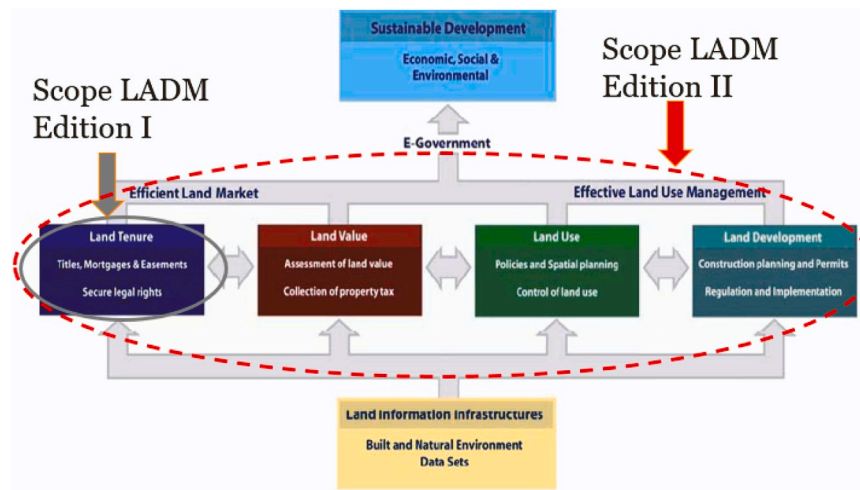 Sustainable Development
Economic, Social &
Environmental
Scope LADM
Edition II
Scope LADM
Edition I
E-Government
Efficient Land Market
Effective Land Use Management
Land Tenure
Titles, Mortgages & Easements
Secure legal rights
Land Value
Assessment of land value
Collection of property tax
Land Use
Policies and Spatial planning
Control of land use
Land Development
Construction planning and Permits
Regulation and Implementation
Land Information Infrastructures
Built and Natural Environment
Data Sets